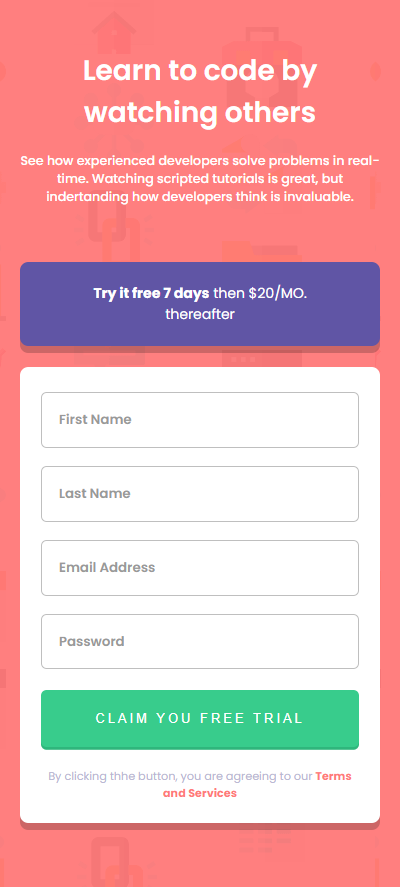 Learn to code by
watching others
See how experienced developers solve problems in real-
time. Watching scripted tutorials is great, but
indertanding how developers think is invaluable.
Try it free 7 days then $20/MO.
thereafter
First Name
Last Name
Email Address
Password
CLAIM YOU FREE TRIAL
By clicking thhe button, you are agreeing to our Terms
and Services